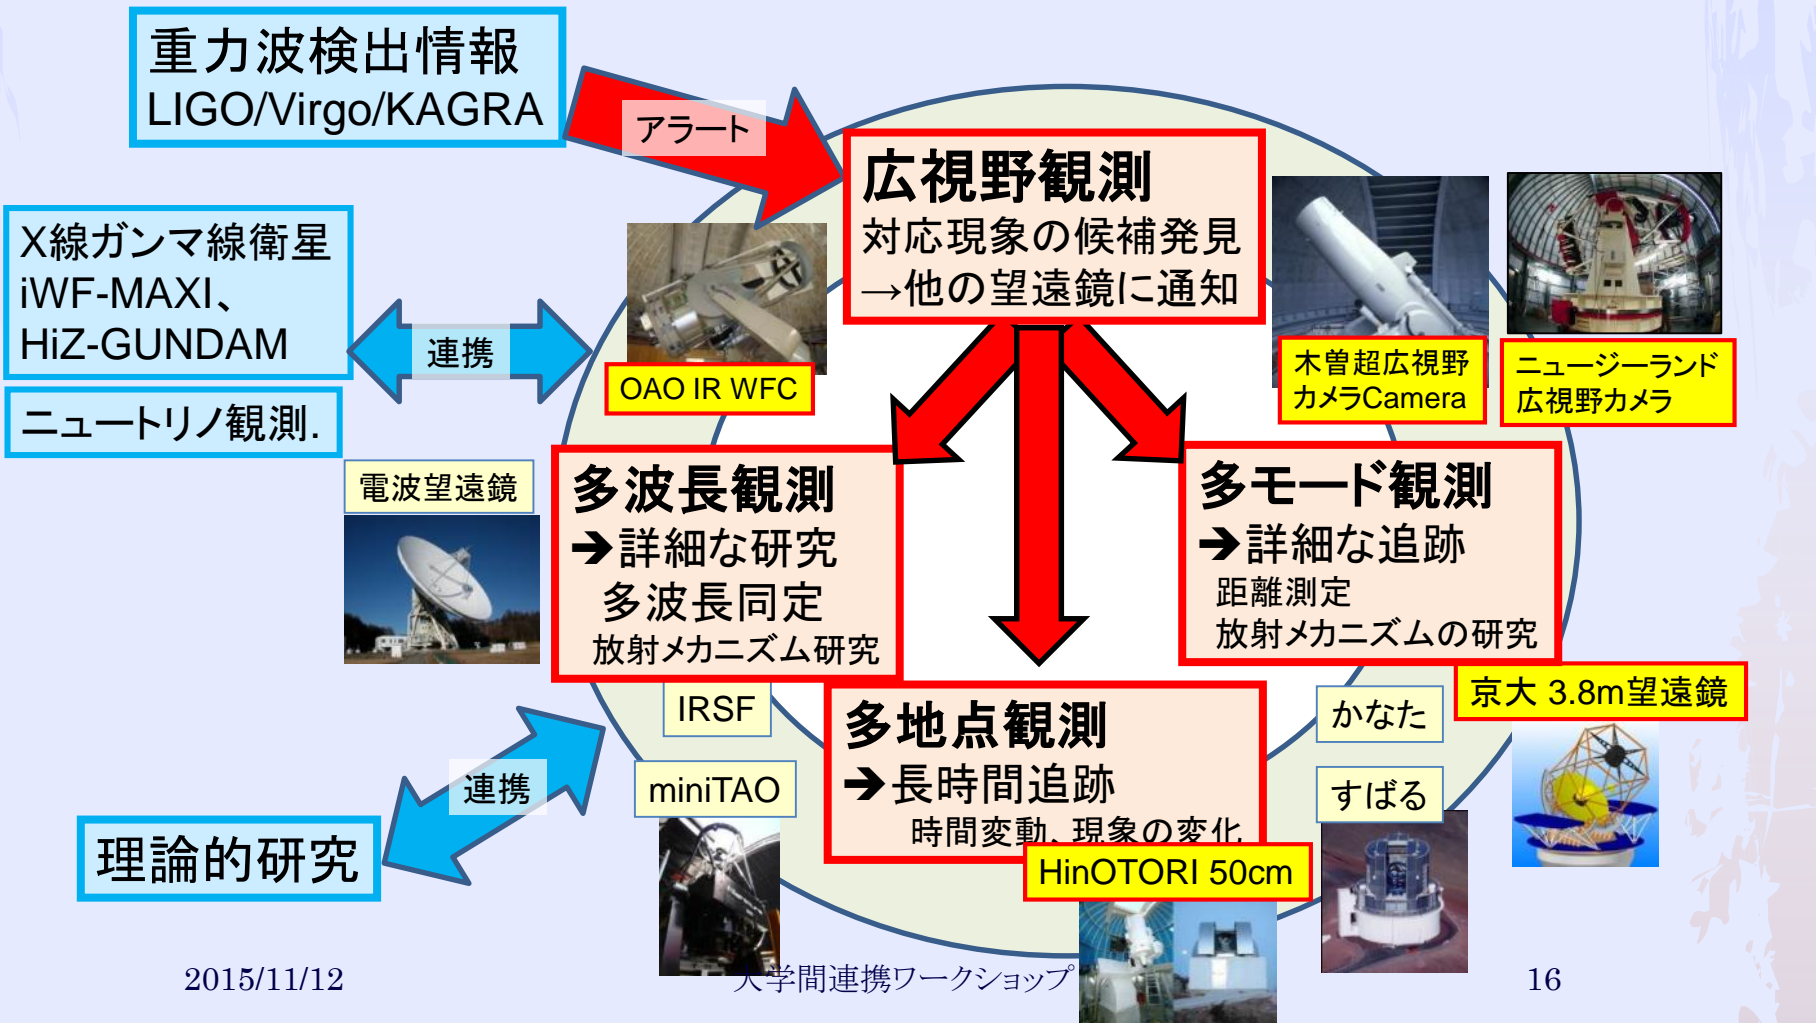 重力波検出情報
LIGO/Virgo/KAGRA
アラート
広視野観測
対応現象の候補発見
→他の望遠鏡に通知
X線ガンマ線衛星
iWF-MAXI、
HiZ-GUNDAM
連携
ニュートリノ観測.
OAO IR WFC
木曽超広視野
カメラCamera
ニュージーランド
広視野カメラ
電波望遠鏡
多波長観測
➔詳細な研究
多波長同定
放射メカニズム研究
多モード観測
➔詳細な追跡
距離測定
放射メカニズムの研究
IRSF
miniTAO
多地点観測
➔長時間追跡
時間変動、現象の変化
HinOTORI 50cm
かなた
すばる
京大 3.8m望遠鏡
連携
理論的研究
2015/11/12
大学間連携ワークショップ
16